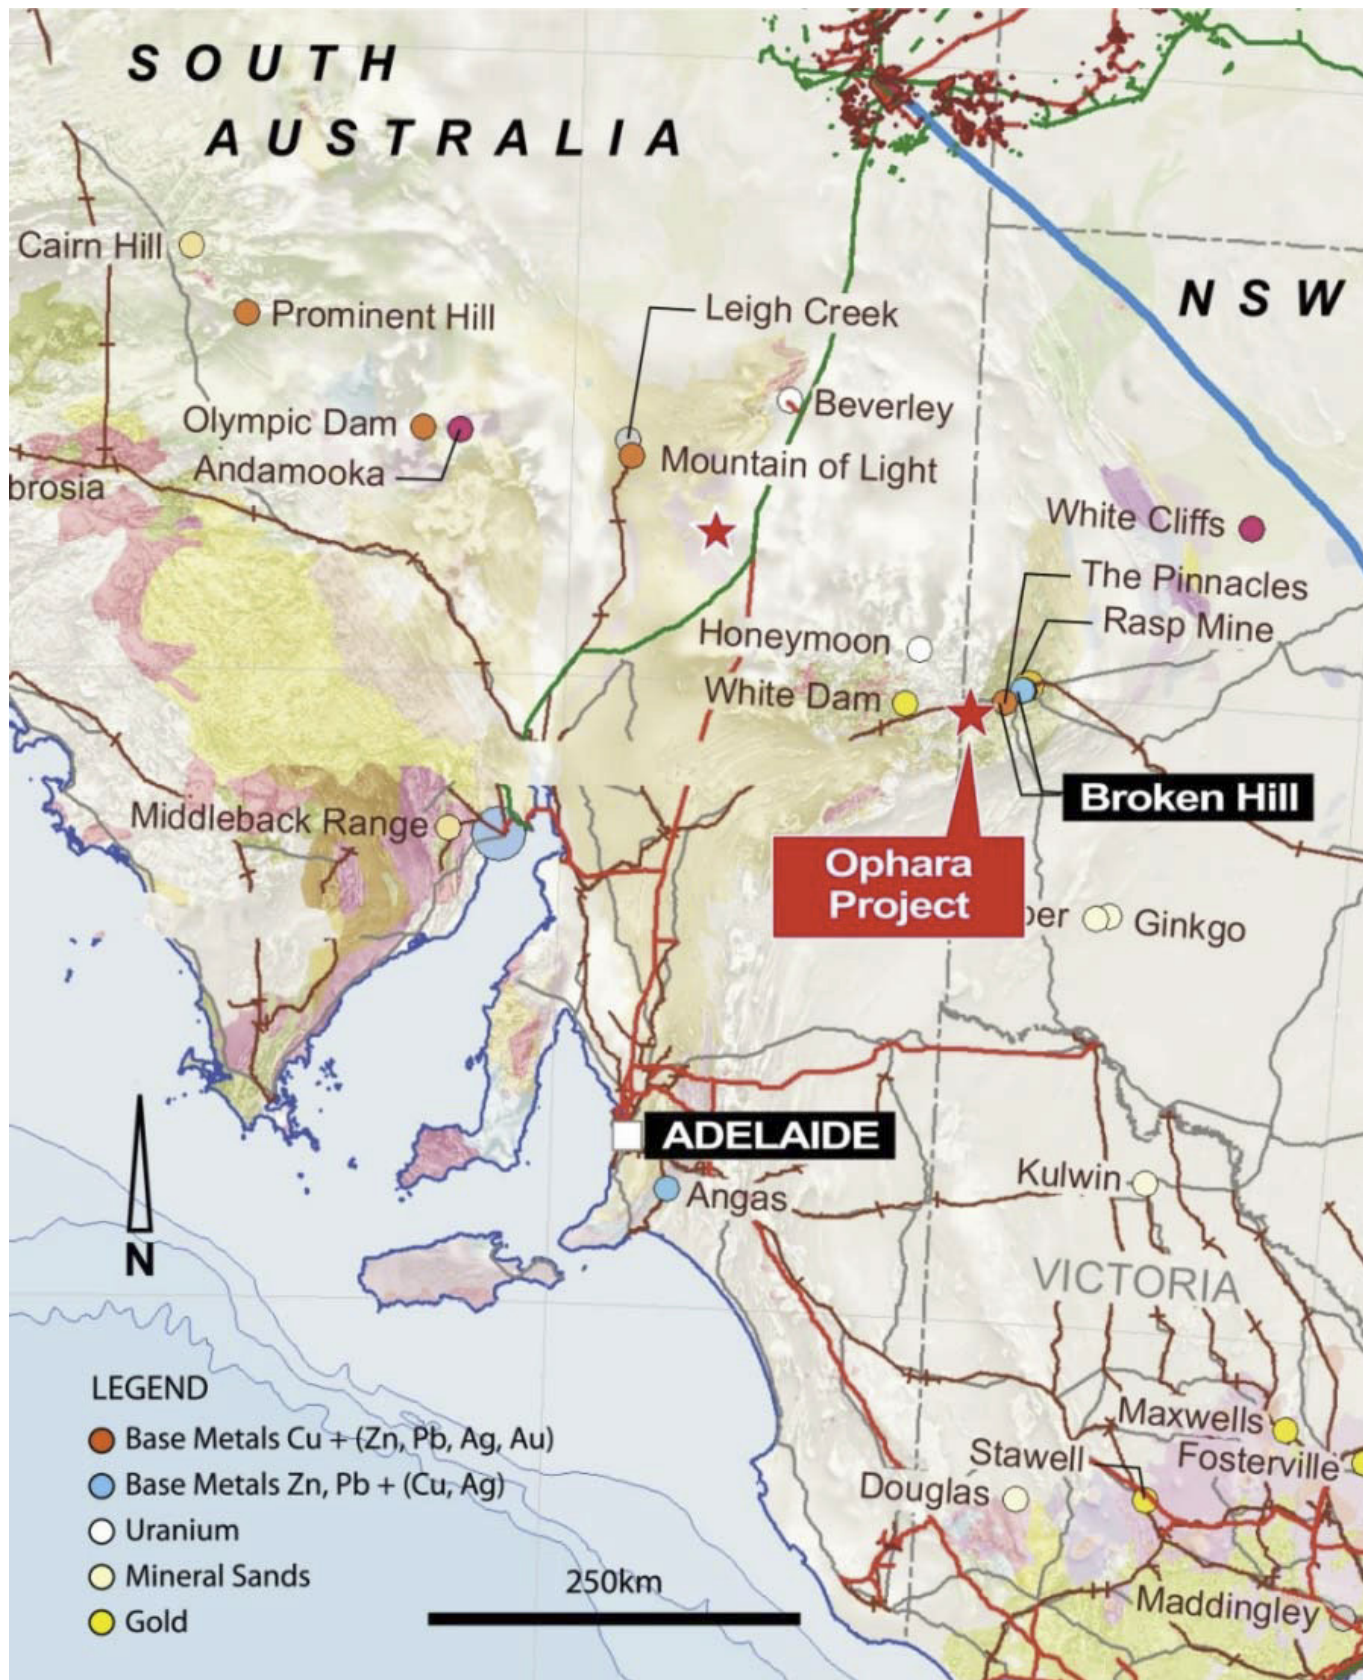 SOUTH
AUSTRALIA
NSW
Cairn Hill
Prominent Hill
Leigh Creek
Beverley
Olympic Dam
Andamooka
Mountain of Light
brosia
White Cliffs
The Pinnacles
Rasp Mine
Honeymoon
White Dam
Broken Hill
Middleback Range
Ophara
Project
per
Ginkgo
ADELAIDE
Angas
Kulwin
N
VICTORIA
Maxwells
Stawell
Fosterville
Douglas
Maddingley
LEGEND
Base Metals Cu + (Zn, Pb, Ag, Au)
Base Metals Zn, Pb + (Cu, Ag)
Uranium
Mineral Sands
Gold
250km